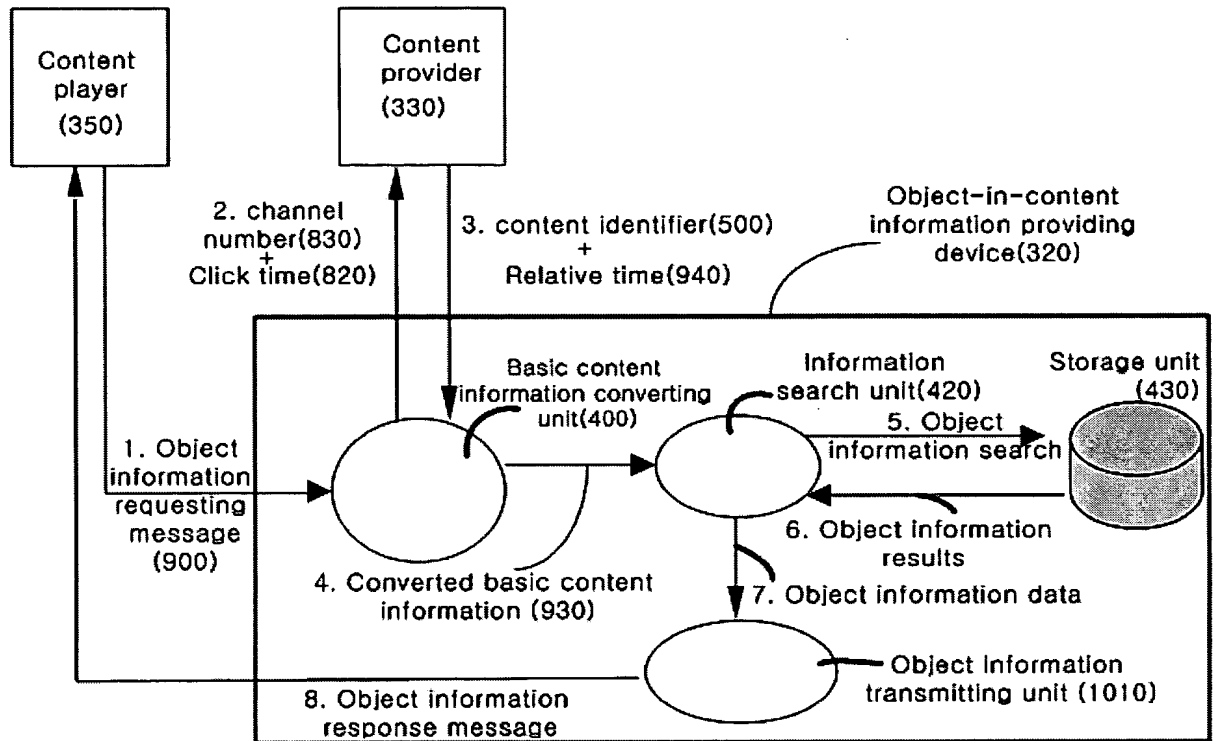 Content
player
(350)
Content
provider
(330)
2. channel
number(830)
+
Click time(820)
3. content identifier(500)
+
Relative time(940)
Object-in-content
information providing
device(320)
Basic content
information converting
unit(400)
Information
search unit(420)
Storage unit
(430)
1. Object
information
requesting
message
(900)
5. Object
information search
6. Object information
results
4. Converted basic content
information (930)
7. Object information data
8. Object information
response message
Object information
transmitting unit (1010)